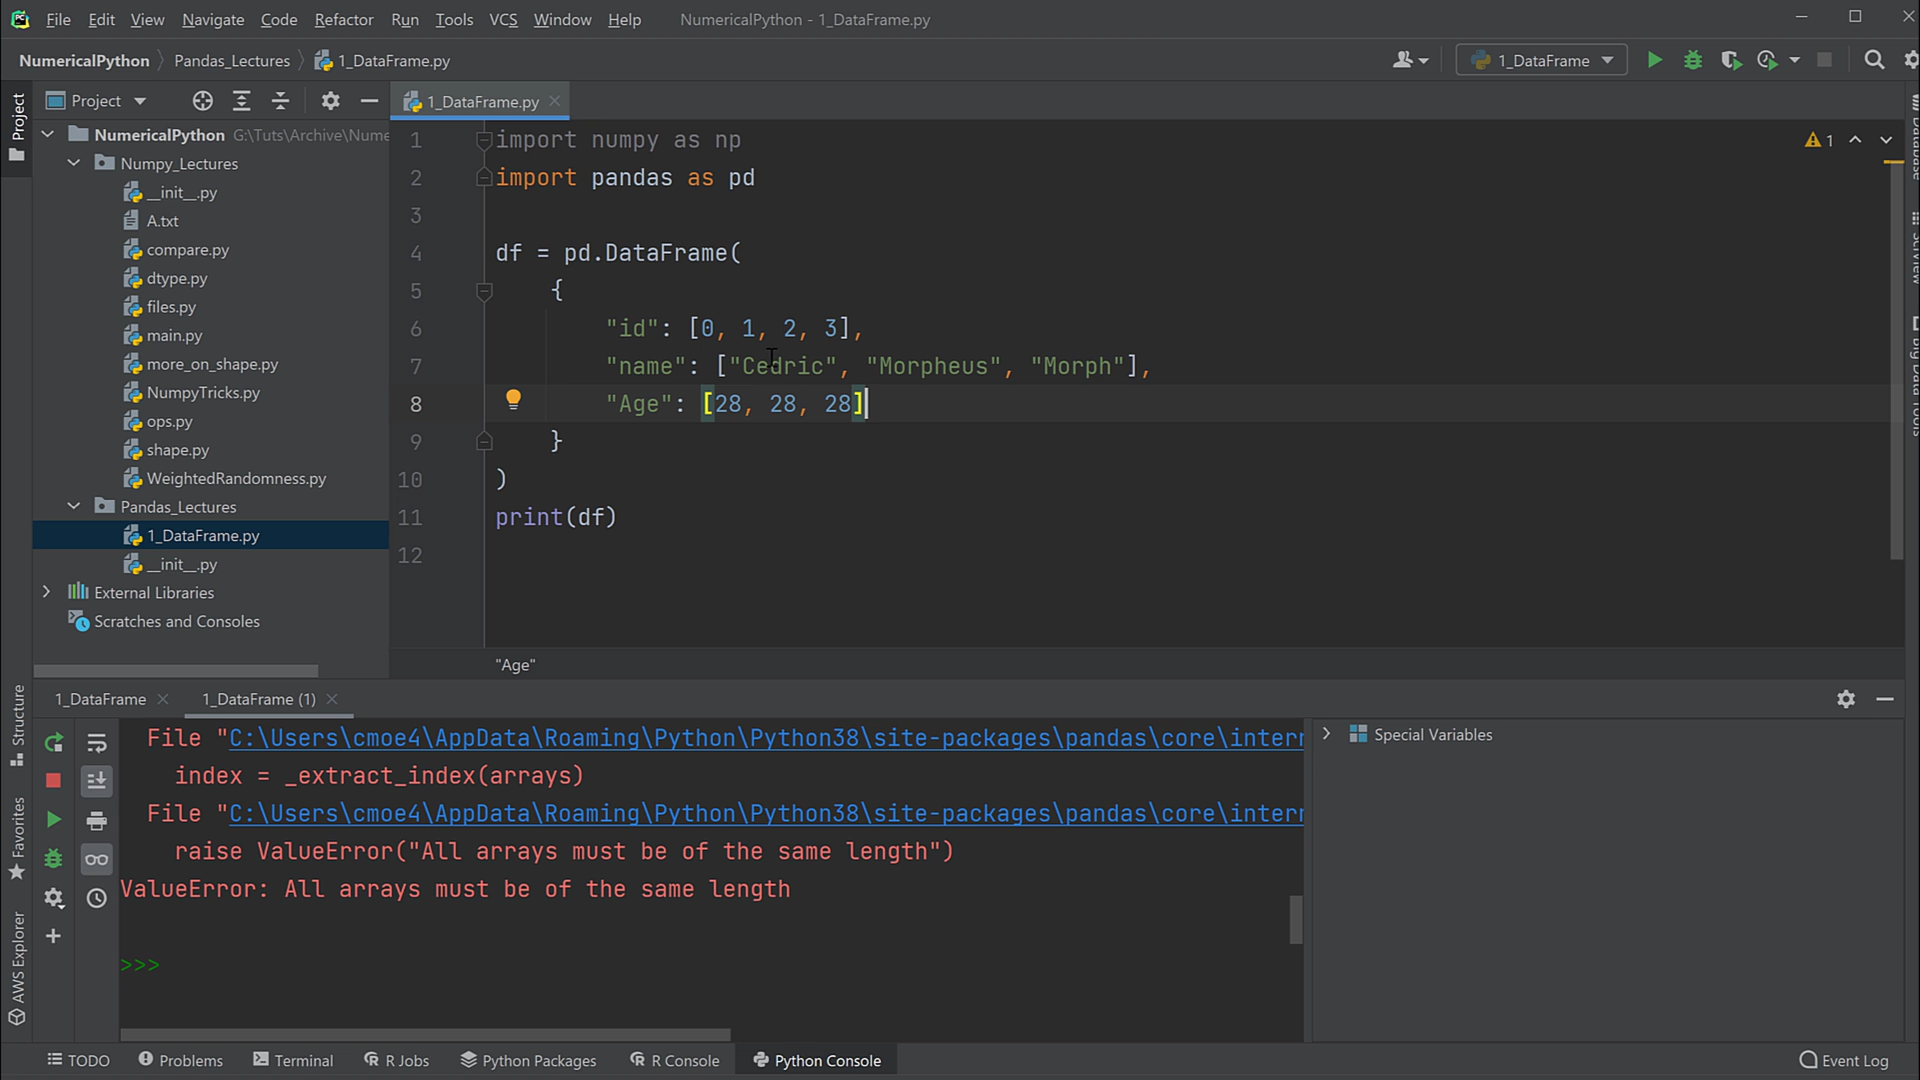 File Edit View Navigate Code Refactor Run Tools VCS Window Help NumericalPython - 1_DataFrame.py
NumericalPython Pandas_Lectures 1_DataFrame.py 1_DataFrame
Project
Project
1_DataFrame.py
NumericalPython G:\Tuts\Archive\Nume
Numpy_Lectures
__init__.py
A.txt
compare.py
dtype.py
files.py
main.py
more_on_shape.py
NumpyTricks.py
ops.py
shape.py
WeightedRandomness.py
Pandas_Lectures
1_DataFrame.py
__init__.py
External Libraries
Scratches and Consoles
1 import numpy as np
2 import pandas as pd
3
4 df = pd.DataFrame(
5 {
6 "id": [0, 1, 2, 3],
7 "name": ["Cedric", "Morpheus", "Morph"],
8 "Age": [28, 28, 28]
9 }
10 )
11 print(df)
12
1
Database
SciView
Big Data Tools
"Age"
1_DataFrame 1_DataFrame (1)
File "C:\Users\cmoe4\AppData\Roaming\Python\Python38\site-packages\pandas\core\interr
index = _extract_index(arrays)
File "C:\Users\cmoe4\AppData\Roaming\Python\Python38\site-packages\pandas\core\interr
raise ValueError("All arrays must be of the same length")
ValueError: All arrays must be of the same length
>>>
Special Variables
Structure
Favorites
AWS Explorer
TODO Problems Terminal R Jobs Python Packages R Console Python Console Event Log